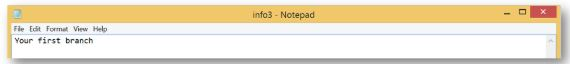 info3 - Notepad
File Edit Format View Help
Your first branch